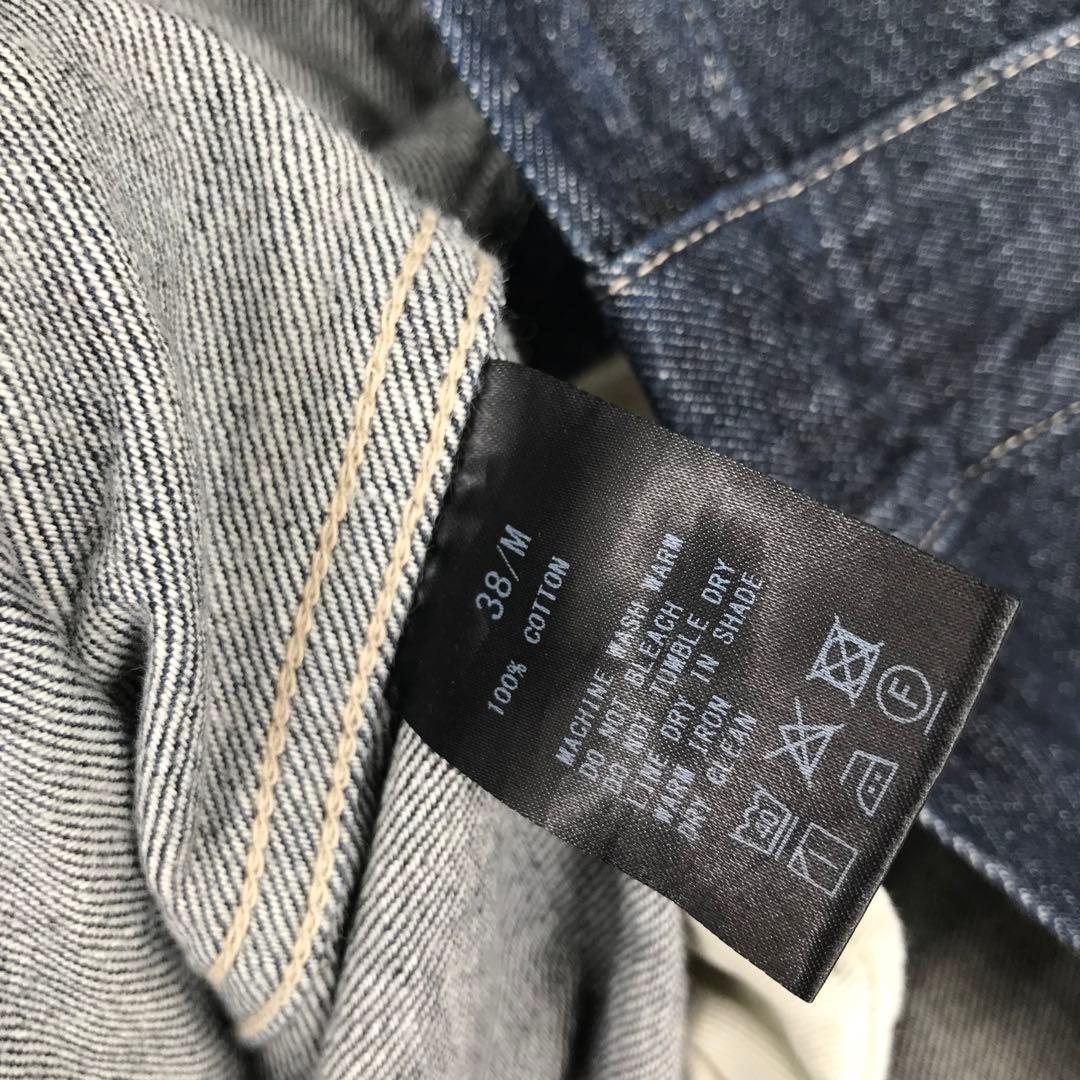 38/M
100% COTTON
MACHINE WASH WARM
DO NOT BLEACH
DO NOT TUMBLE DRY
LINE DRY IN SHADE
WARM IRON
DRY CLEAN
F